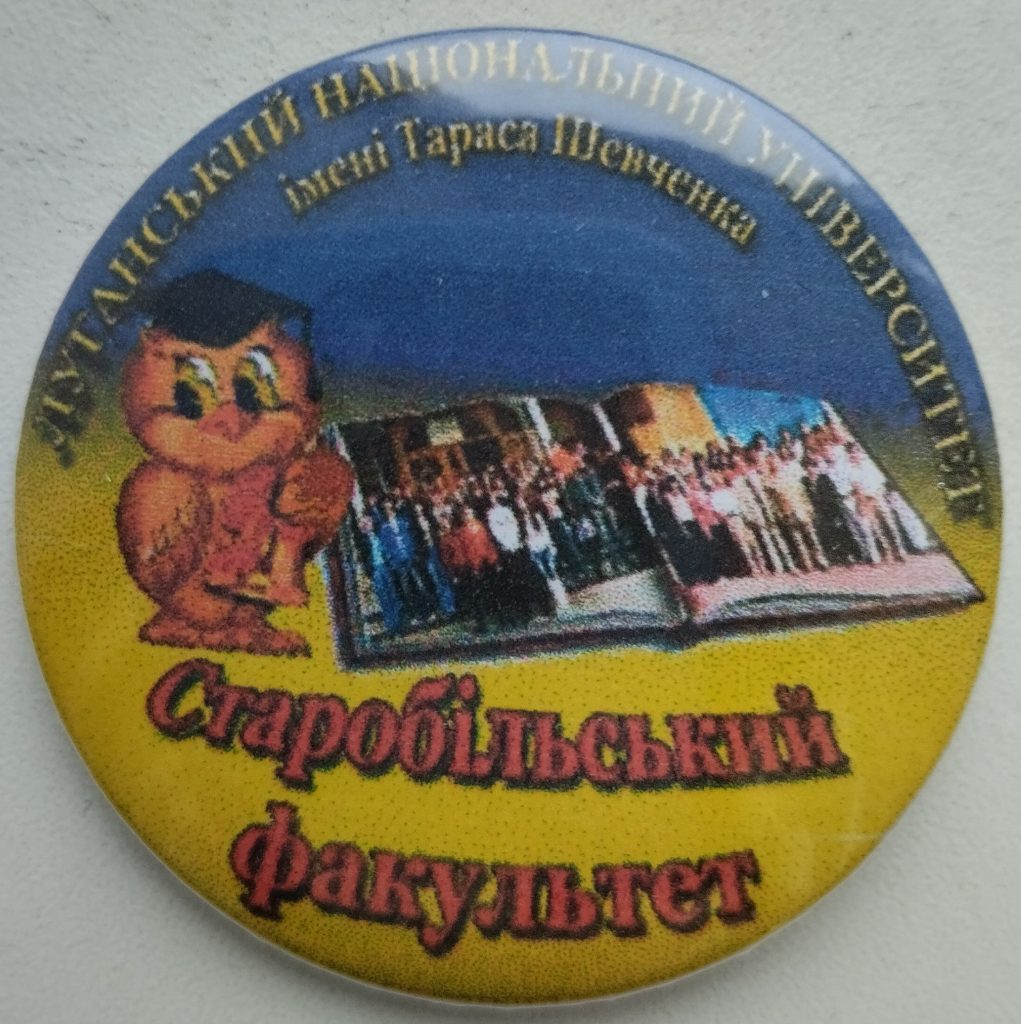 ЛУГАНСЬКИЙ НАЦІОНАЛЬНИЙ УНІВЕРСИТЕТ
імені Тараса Шевченка
Старобільський
факультет